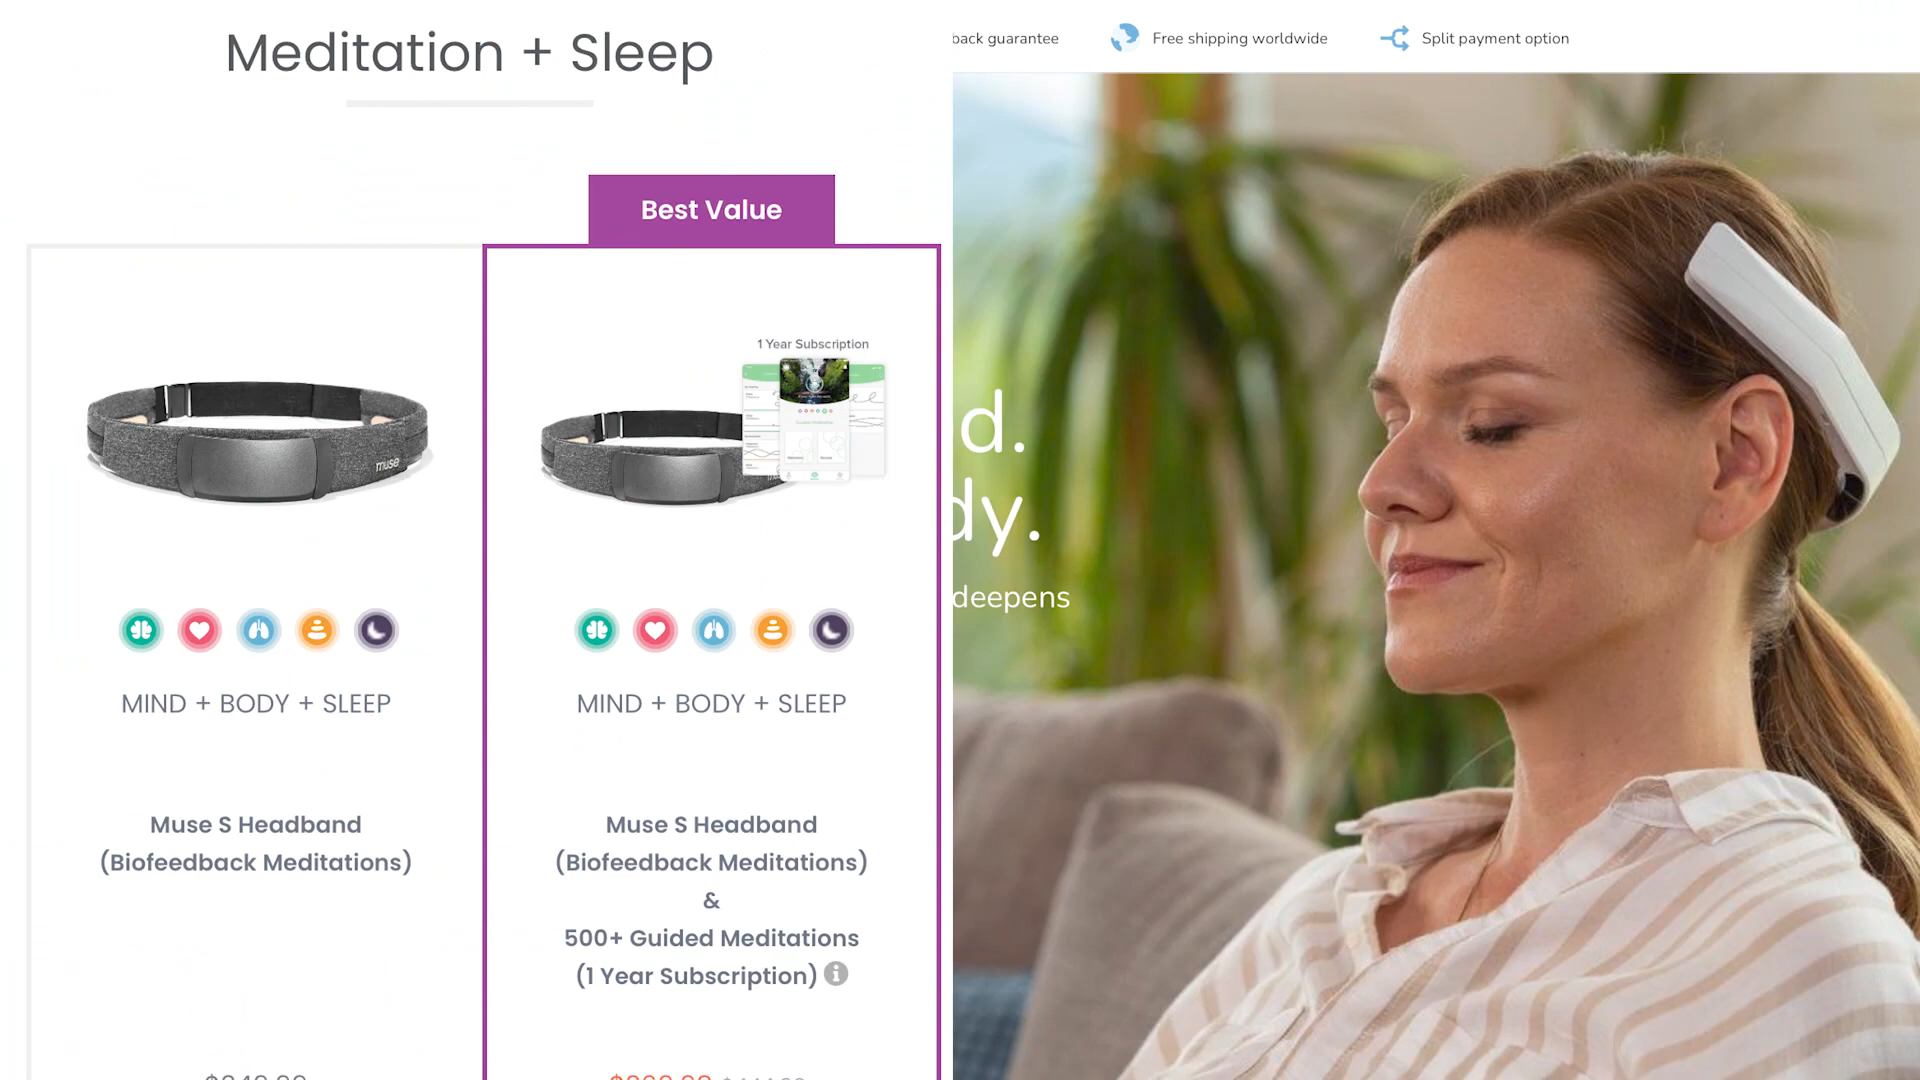 Meditation + Sleep
Best Value
muse
MIND + BODY + SLEEP
Muse S Headband
(Biofeedback Meditations)
1 Year Subscription
MIND + BODY + SLEEP
Muse S Headband
(Biofeedback Meditations)
&
500+ Guided Meditations
(1 Year Subscription)
back guarantee
Free shipping worldwide
Split payment option
d.
dy.
deepens